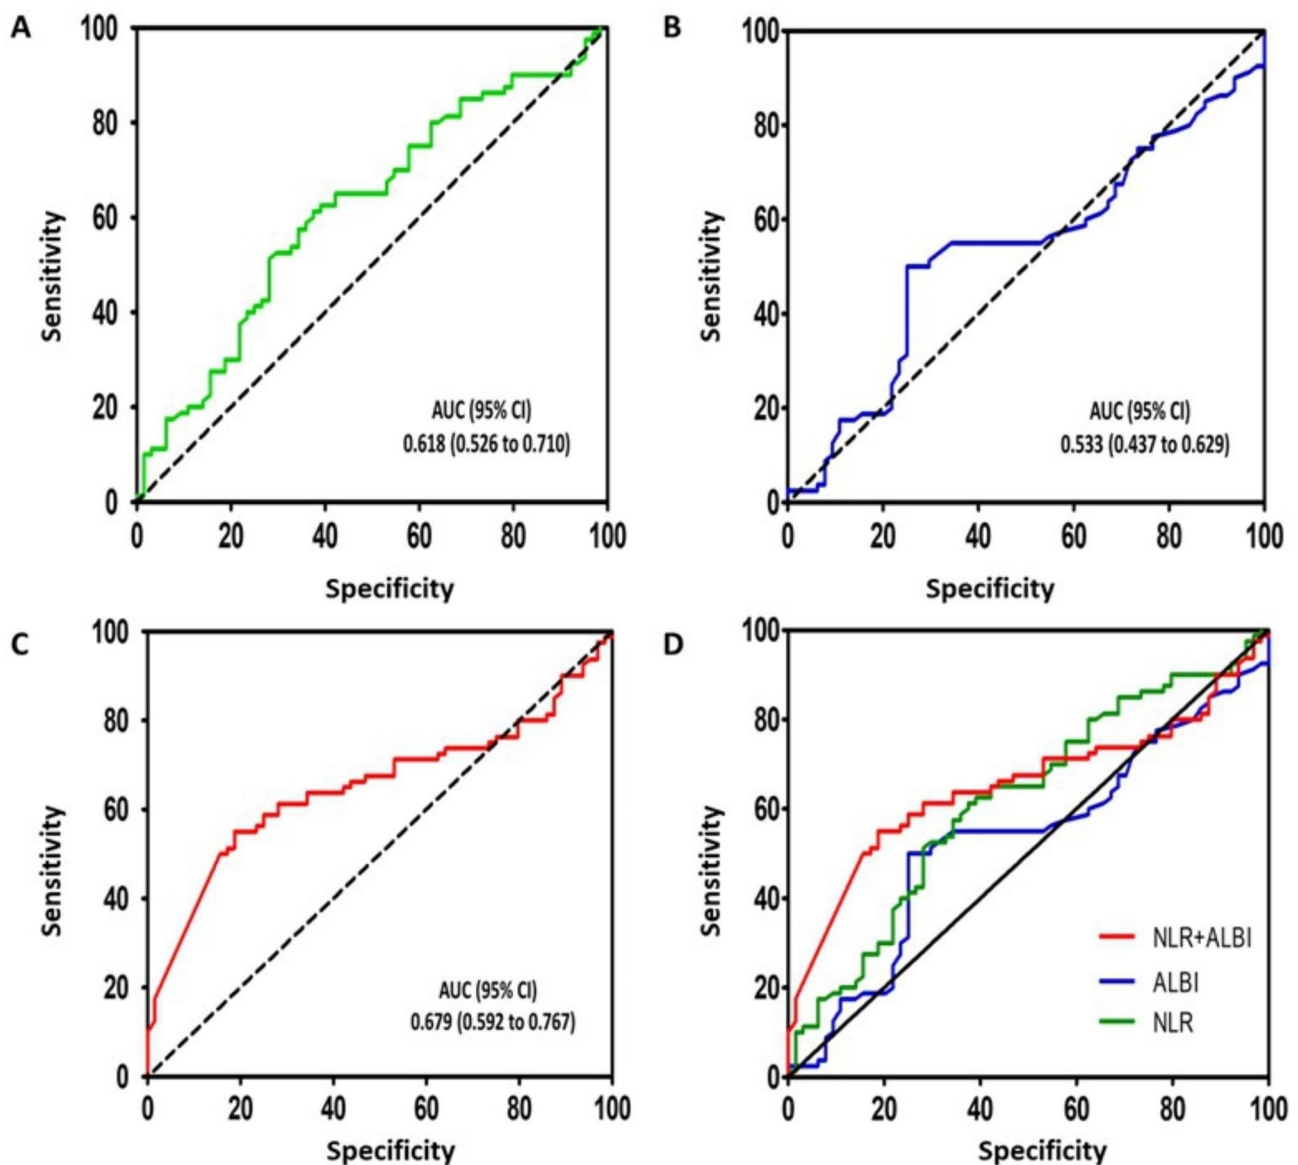 A
100
80
60
40
20
0
Sensitivity
AUC (95% CI)
0.618 (0.526 to 0.710)
0 20 40 60 80 100
Specificity
B
100
80
60
40
20
0
Sensitivity
AUC (95% CI)
0.533 (0.437 to 0.629)
0 20 40 60 80 100
Specificity
C
100
80
60
40
20
0
Sensitivity
AUC (95% CI)
0.679 (0.592 to 0.767)
0 20 40 60 80 100
Specificity
D
100
80
60
40
20
0
Sensitivity
NLR+ALBI
ALBI
NLR
0 20 40 60 80 100
Specificity